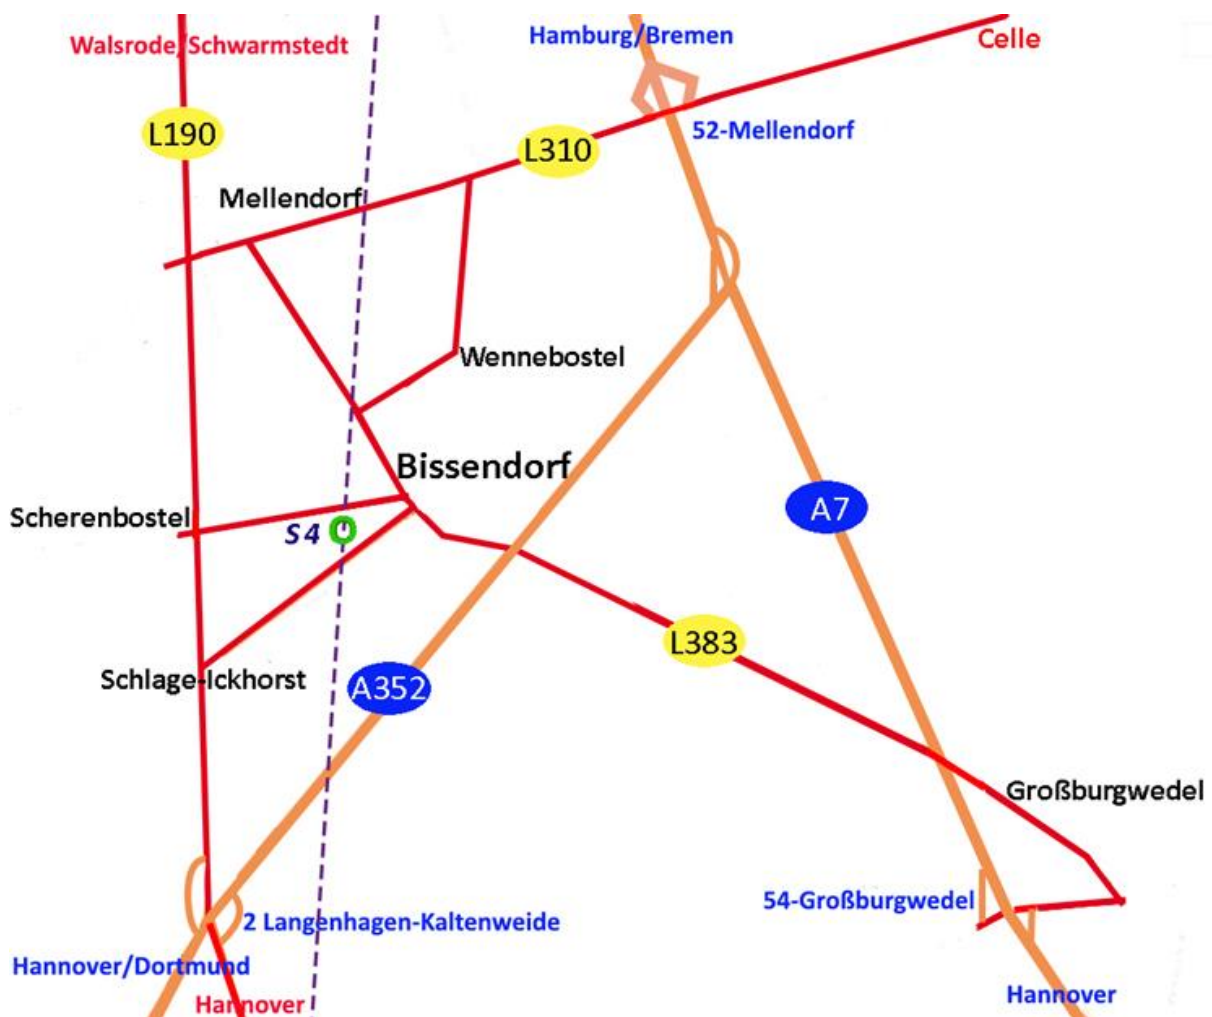 Hamburg/Bremen
Walsrode/Schwarmstedt
Celle
L190
52-Mellendorf
L310
Mellendorf
Wennebostel
Bissendorf
A7
Scherenbostel
S 4
L383
Schlage-Ickhorst
A352
Großburgwedel
54-Großburgwedel
2 Langenhagen-Kaltenweide
Hannover/Dortmund
Hannover
Hannover